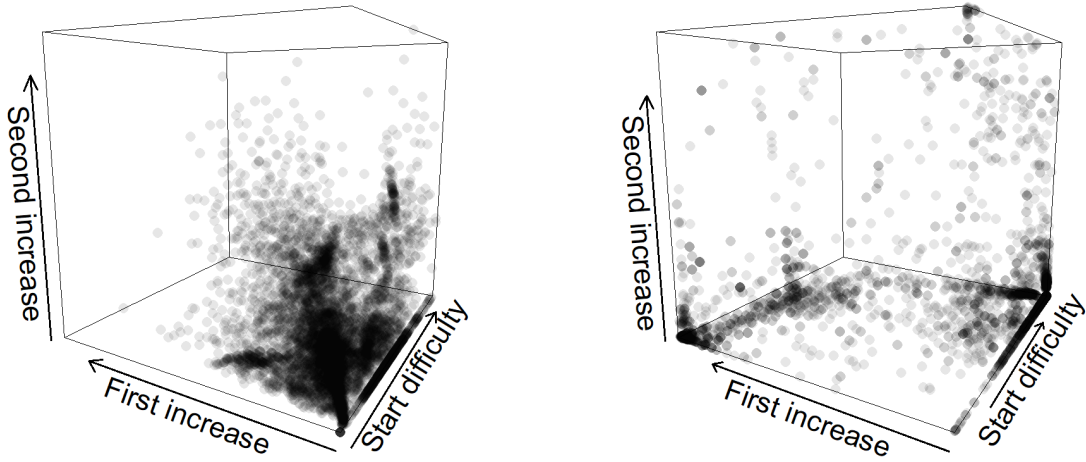 Second increase
First increase
Start difficulty
Second increase
First increase
Start difficulty